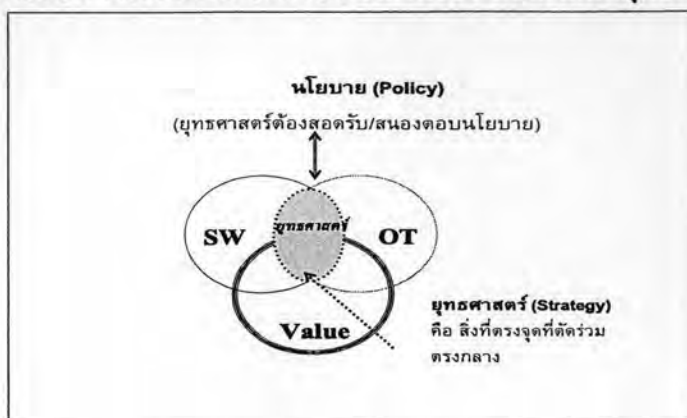 นโยบาย (Policy)
(ยุทธศาสตร์ต้องสอดรับ/สนองตอบนโยบาย)
SW
ยุทธศาสตร์
OT
Value
ยุทธศาสตร์ (Strategy)
คือ สิ่งที่ตรงจุดที่ตัดร่วม
ตรงกลาง